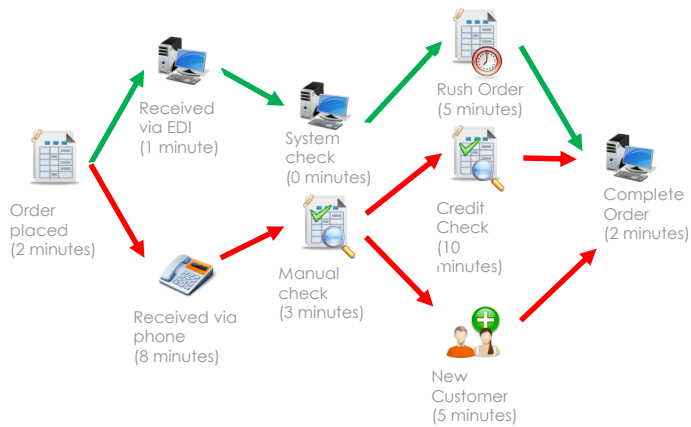 Received
via EDI
(1 minute)
System
check
(0 minutes)
Rush Order
(5 minutes)
Order
placed
(2 minutes)
Received via
phone
(8 minutes)
Manual
check
(3 minutes)
Credit
Check
(10
minutes)
New
Customer
(5 minutes)
Complete
Order
(2 minutes)